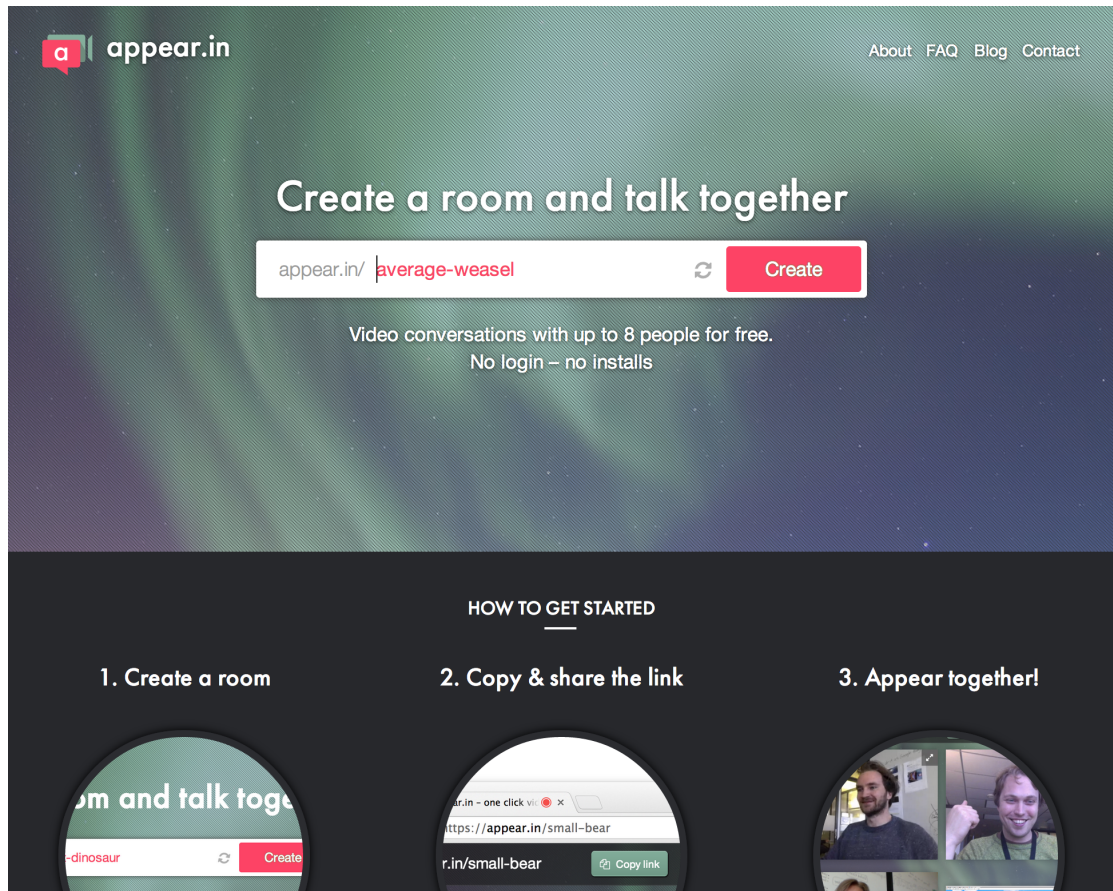 a appear.in
About FAQ Blog Contact
Create a room and talk together
appear.in/ average-weasel
Create
Video conversations with up to 8 people for free.
No login – no installs
HOW TO GET STARTED
1. Create a room
2. Copy & share the link
3. Appear together!
om and talk toge
-dinosaur
Create
ar.in – one click vic
https://appear.in/small-bear
r.in/small-bear
Copy link